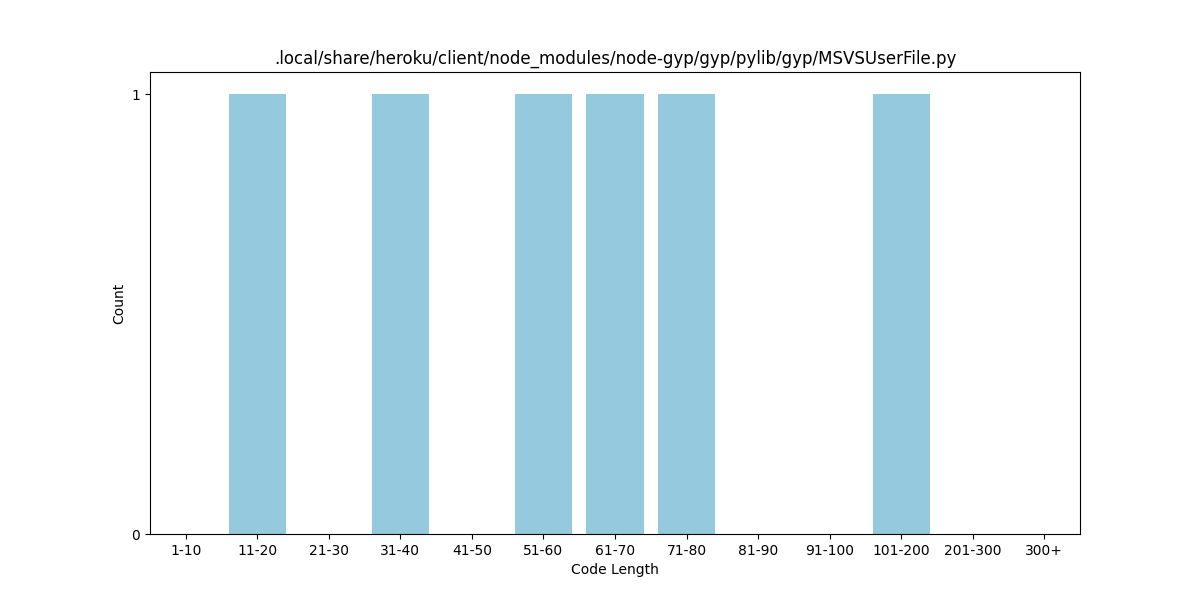 .local/share/heroku/client/node_modules/node-gyp/gyp/pylib/gyp/MSVSUserFile.py
1
Count
0
1-10 11-20 21-30 31-40 41-50 51-60 61-70 71-80 81-90 91-100 101-200 201-300 300+
Code Length